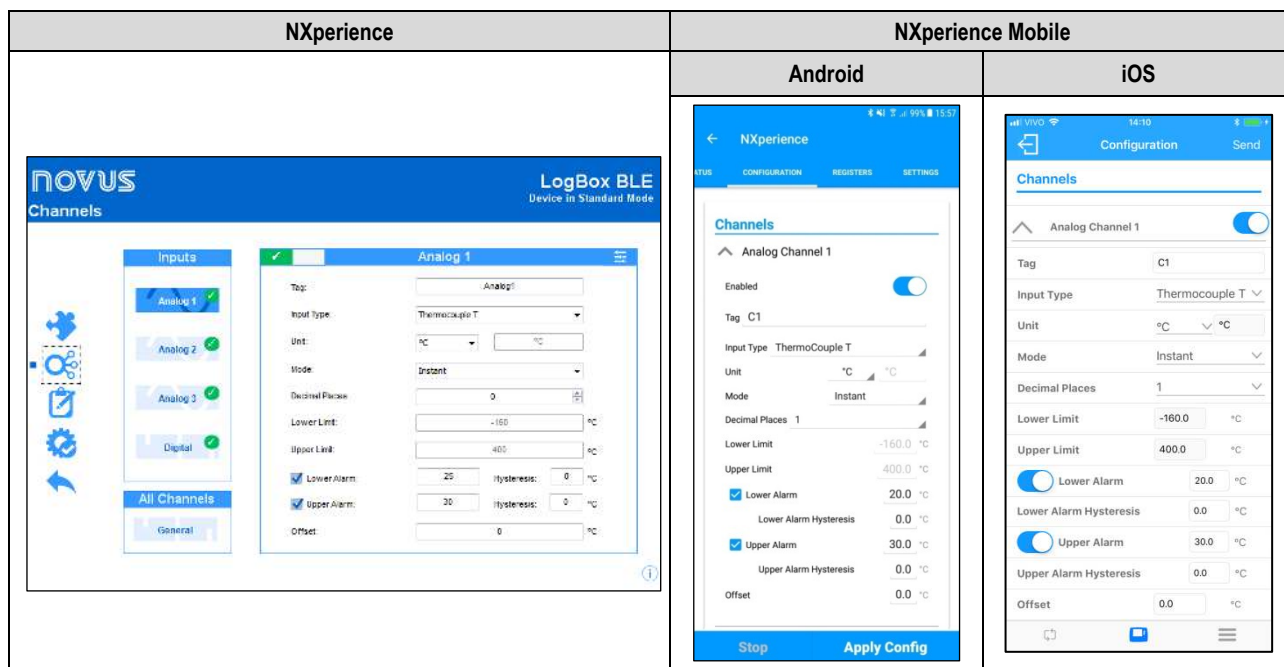 NXperience
NXperience Mobile
Android
iOS
NOVUS
LogBox BLE
Device in Standard Mode
Channels
Inputs
Analog 1
Analog 2
Analog 3
Digital
All Channels
General
Analog 1
Tag: Analog1
Input Type: Thermocouple T
Unit: °C °C
Mode: Instant
Decimal Places: 0
Lower Limit: -160 °C
Upper Limit: 400 °C
Lower Alarm: 25 Hysteresis: 0 °C
Upper Alarm: 30 Hysteresis: 0 °C
Offset: 0 °C
99% 15:57
NXperience
ATUS CONFIGURATION REGISTERS SETTINGS
Channels
Analog Channel 1
Enabled
Tag C1
Input Type ThermoCouple T
Unit °C °C
Mode Instant
Decimal Places 1
Lower Limit -160.0 °C
Upper Limit 400.0 °C
Lower Alarm 20.0 °C
Lower Alarm Hysteresis 0.0 °C
Upper Alarm 30.0 °C
Upper Alarm Hysteresis 0.0 °C
Offset 0.0 °C
Stop Apply Config
VIVO 14:10
Configuration Send
Channels
Analog Channel 1
Tag C1
Input Type Thermocouple T
Unit °C °C
Mode Instant
Decimal Places 1
Lower Limit -160.0 °C
Upper Limit 400.0 °C
Lower Alarm 20.0 °C
Lower Alarm Hysteresis 0.0 °C
Upper Alarm 30.0 °C
Upper Alarm Hysteresis 0.0 °C
Offset 0.0 °C